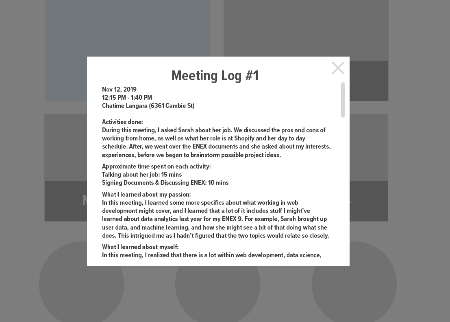 Meeting Log #1
Nov 12, 2019
12:15 PM - 1:40 PM
Chatime Langara (6361 Cambie St)
Activities done:
During this meeting, I asked Sarah about her job. We discussed the pros and cons of
working from home, as well as what her role is at Shopify and her day to day
schedule. After, we went over the ENEX documents and she asked about my interests,
experiences, before we began to brainstorm possible project ideas.
Approximate time spent on each activity:
Talking about her job: 15 mins
Signing Documents & Discussing ENEX: 10 mins
What I learned about my passion:
In this meeting, I learned some more specifics about what working in web
development might cover, and I learned that a lot of it includes stuff I might've
learned about data analytics last year for my ENEX 9. For example, Sarah brought up
user data, and machine learning, and how she might see a bit of that doing what she
does. This intrigued me as I hadn't figured that the two topics would relate so closely.
What I learned about myself:
In this meeting, I realized that there is a lot within web development, data science,